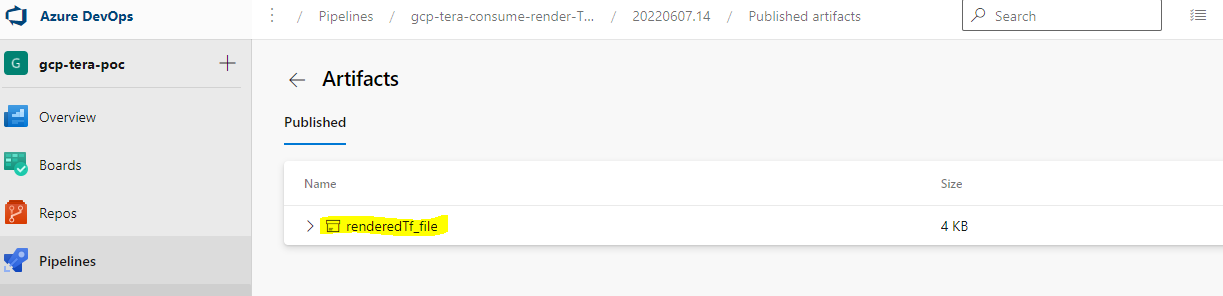 Azure DevOps
/ Pipelines / gcp-tera-consume-render-T... / 20220607.14 / Published artifacts
Search
G gcp-tera-poc
Overview
Boards
Repos
Pipelines
Artifacts
Published
Name Size
renderedTf_file 4 KB